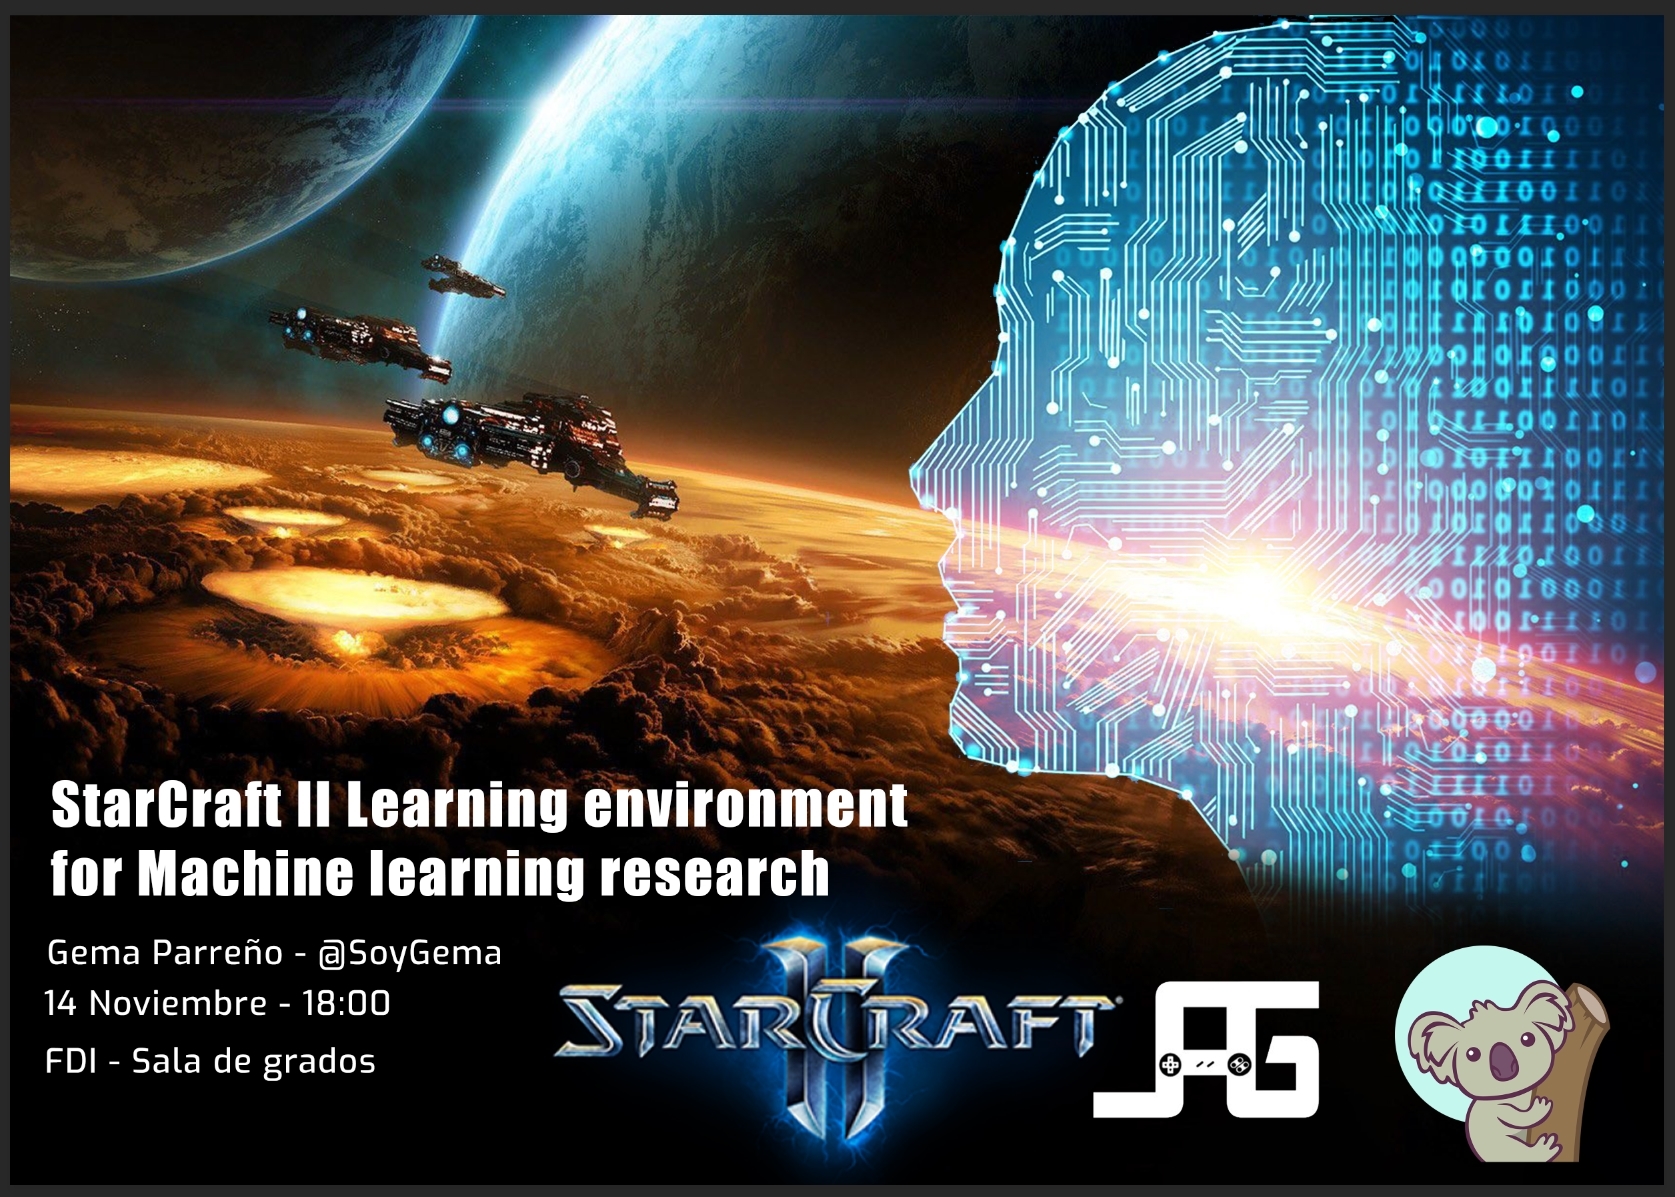 StarCraft II Learning environment
for Machine learning research
Gema Parreño - @SoyGema
14 Noviembre - 18:00
FDI - Sala de grados
STARCRAFT
II